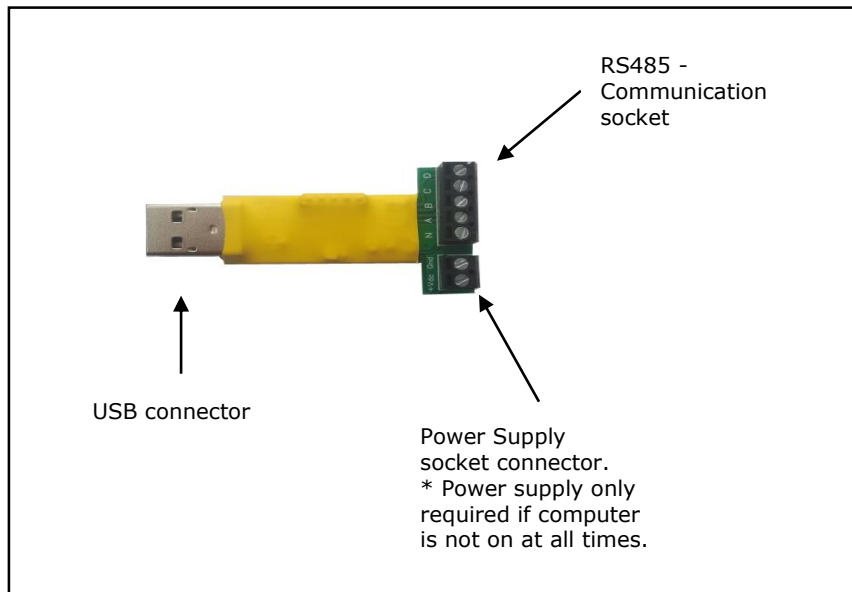 RS485 -
Communication
socket
D
C
B
A
N
Gnd
+Vdc
USB connector
Power Supply
socket connector.
* Power supply only
required if computer
is not on at all times.